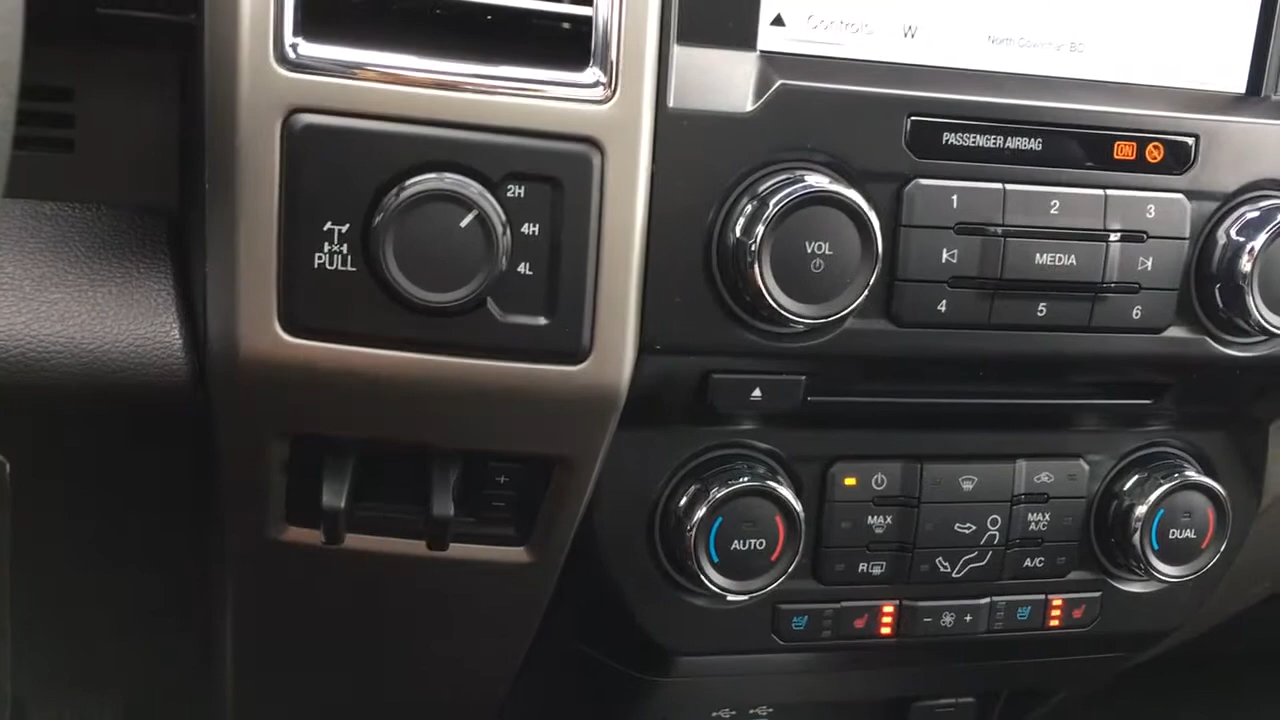 Controls W
North Cowichan BC
PASSENGER AIRBAG ON
2H
4H
4L
PULL
1 2 3
VOL
MEDIA
4 5 6
AUTO
MAX
MAX
A/C
R
A/C
DUAL
- +
+
-